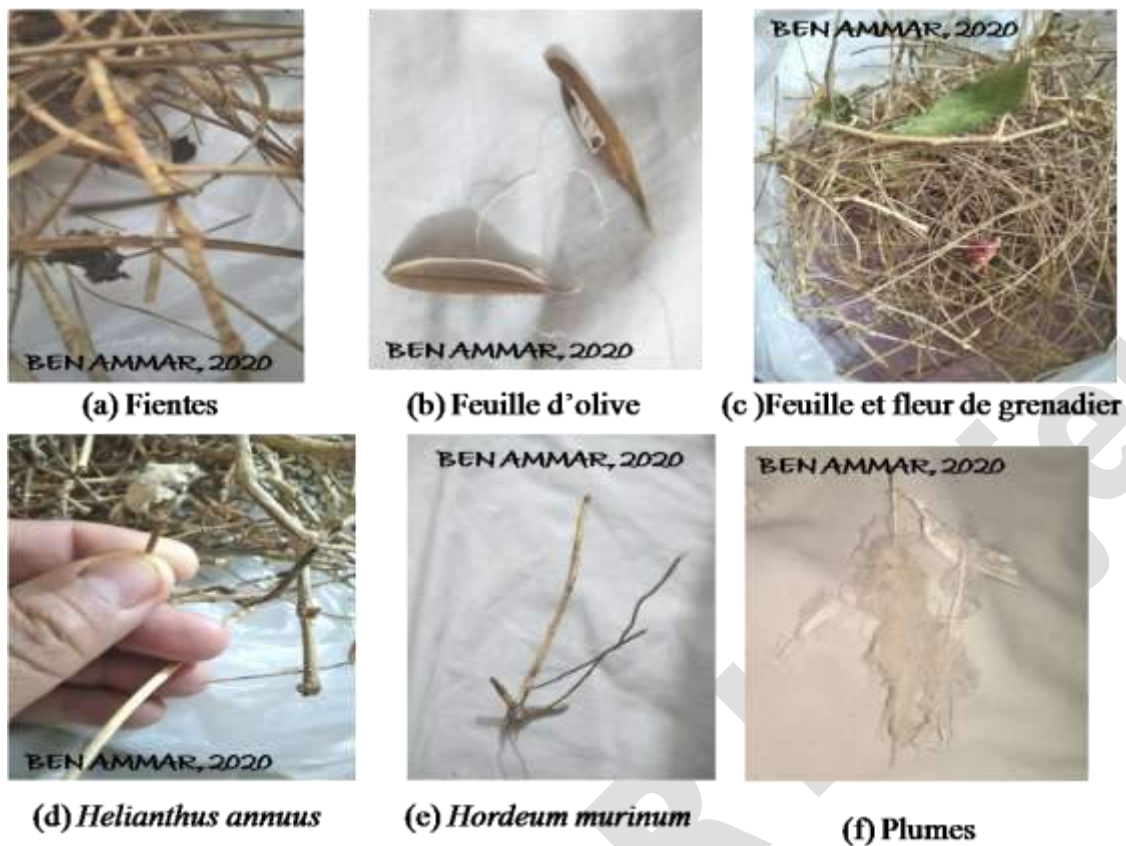 BEN AMMAR, 2020
BEN AMMAR, 2020
BEN AMMAR, 2020
(a) Fientes
(b) Feuille d'olive
(c )Feuille et fleur de grenadier
BEN AMMAR, 2020
BEN AMMAR, 2020
BEN AMMAR, 2020
(d) Helianthus annuus
(e) Hordeum murinum
(f) Plumes